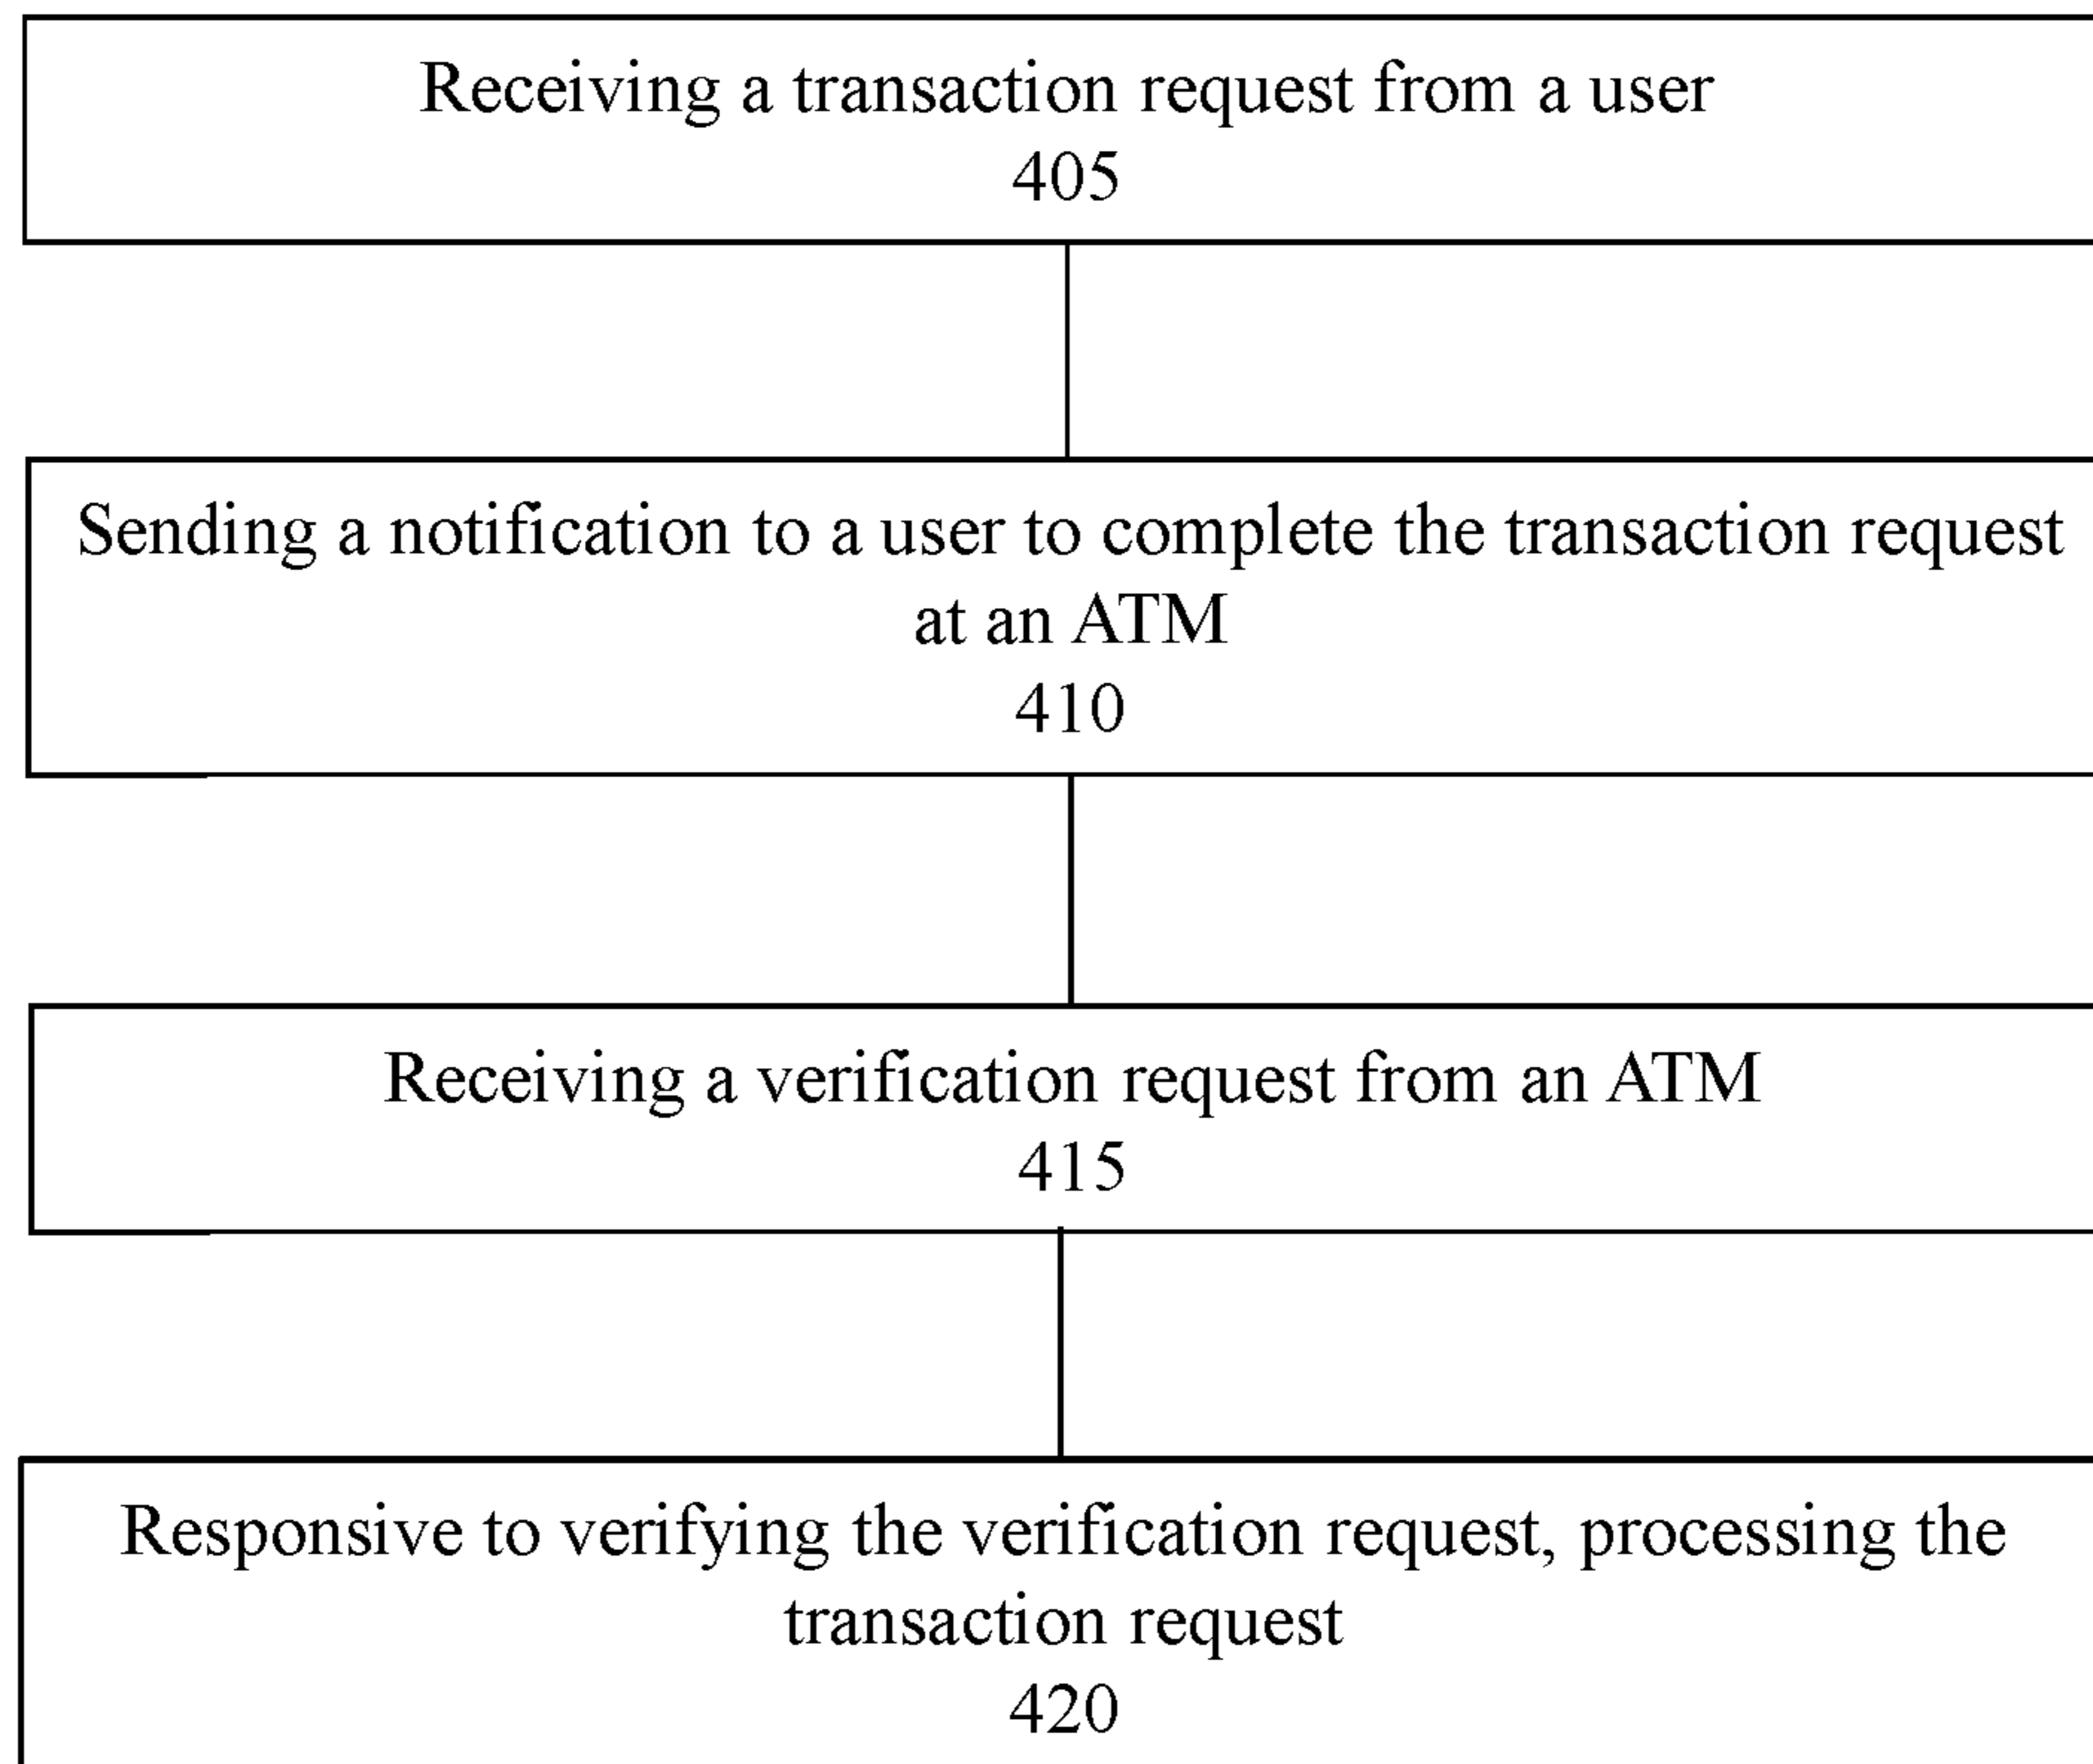 Receiving a transaction request from a user
405
Sending a notification to a user to complete the transaction request
at an ATM
410
Receiving a verification request from an ATM
415
Responsive to verifying the verification request, processing the
transaction request
420